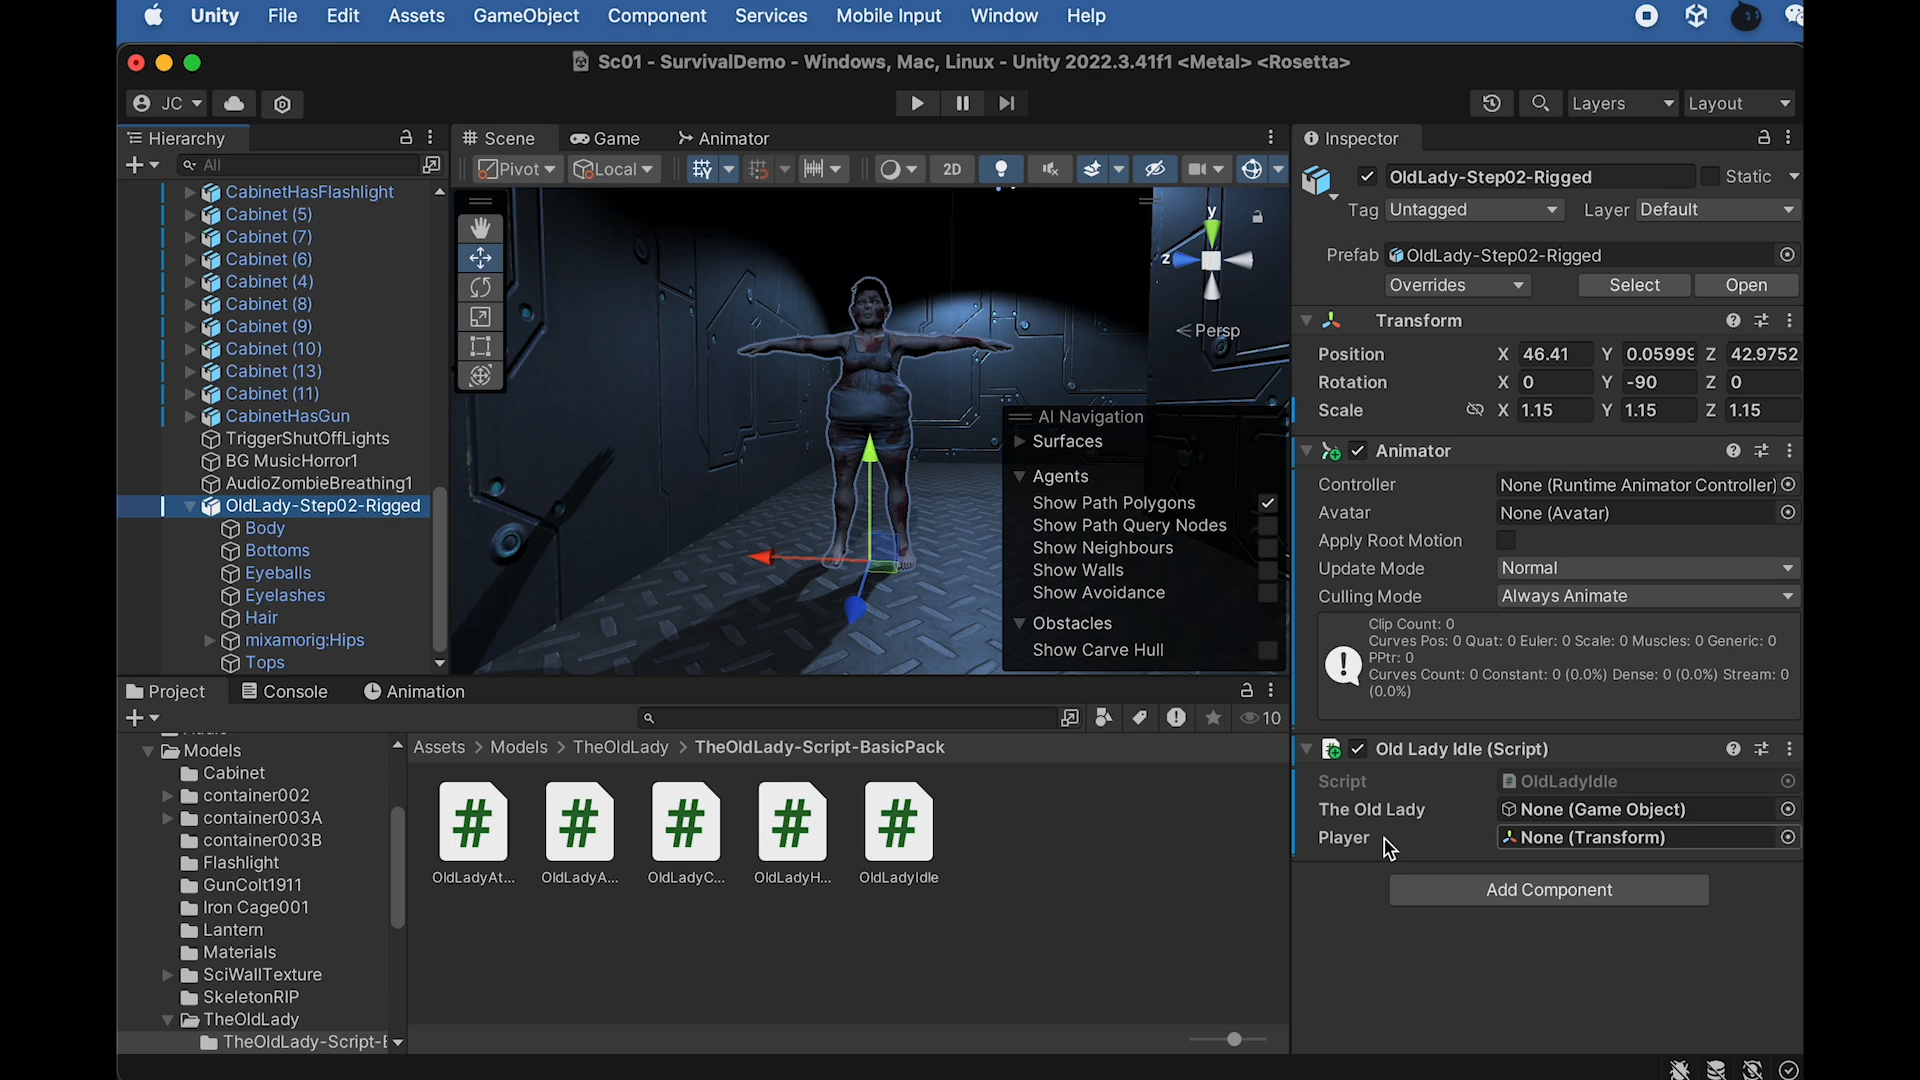 Unity File Edit Assets GameObject Component Services Mobile Input Window Help
Sc01 - SurvivalDemo - Windows, Mac, Linux - Unity 2022.3.41f1 <Metal> <Rosetta>
JC
Layers
Layout
Hierarchy
All
CabinetHasFlashlight
Cabinet (5)
Cabinet (7)
Cabinet (6)
Cabinet (4)
Cabinet (8)
Cabinet (9)
Cabinet (10)
Cabinet (13)
Cabinet (11)
CabinetHasGun
TriggerShutOffLights
BG MusicHorror1
AudioZombieBreathing1
OldLady-Step02-Rigged
Body
Bottoms
Eyeballs
Eyelashes
Hair
mixamorig:Hips
Tops
Scene
Game
Animator
Pivot
Local
2D
y
z
Persp
AI Navigation
Surfaces
Agents
Show Path Polygons
Show Path Query Nodes
Show Neighbours
Show Walls
Show Avoidance
Obstacles
Show Carve Hull
Inspector
OldLady-Step02-Rigged
Static
Tag Untagged
Layer Default
Prefab OldLady-Step02-Rigged
Overrides
Select
Open
Transform
Position X 46.41 Y 0.05999 Z 42.9752
Rotation X 0 Y -90 Z 0
Scale X 1.15 Y 1.15 Z 1.15
Animator
Controller None (Runtime Animator Controller)
Avatar None (Avatar)
Apply Root Motion
Update Mode Normal
Culling Mode Always Animate
Clip Count: 0
Curves Pos: 0 Quat: 0 Euler: 0 Scale: 0 Muscles: 0 Generic: 0
PPtr: 0
Curves Count: 0 Constant: 0 (0.0%) Dense: 0 (0.0%) Stream: 0
(0.0%)
Old Lady Idle (Script)
Script # OldLadyIdle
The Old Lady None (Game Object)
Player None (Transform)
Add Component
Project
Console
Animation
10
Models
Cabinet
container002
container003A
container003B
Flashlight
GunColt1911
Iron Cage001
Lantern
Materials
SciWallTexture
SkeletonRIP
TheOldLady
TheOldLady-Script-E
Assets > Models > TheOldLady > TheOldLady-Script-BasicPack
# # # # #
OldLadyAt... OldLadyA... OldLadyC... OldLadyH... OldLadyIdle